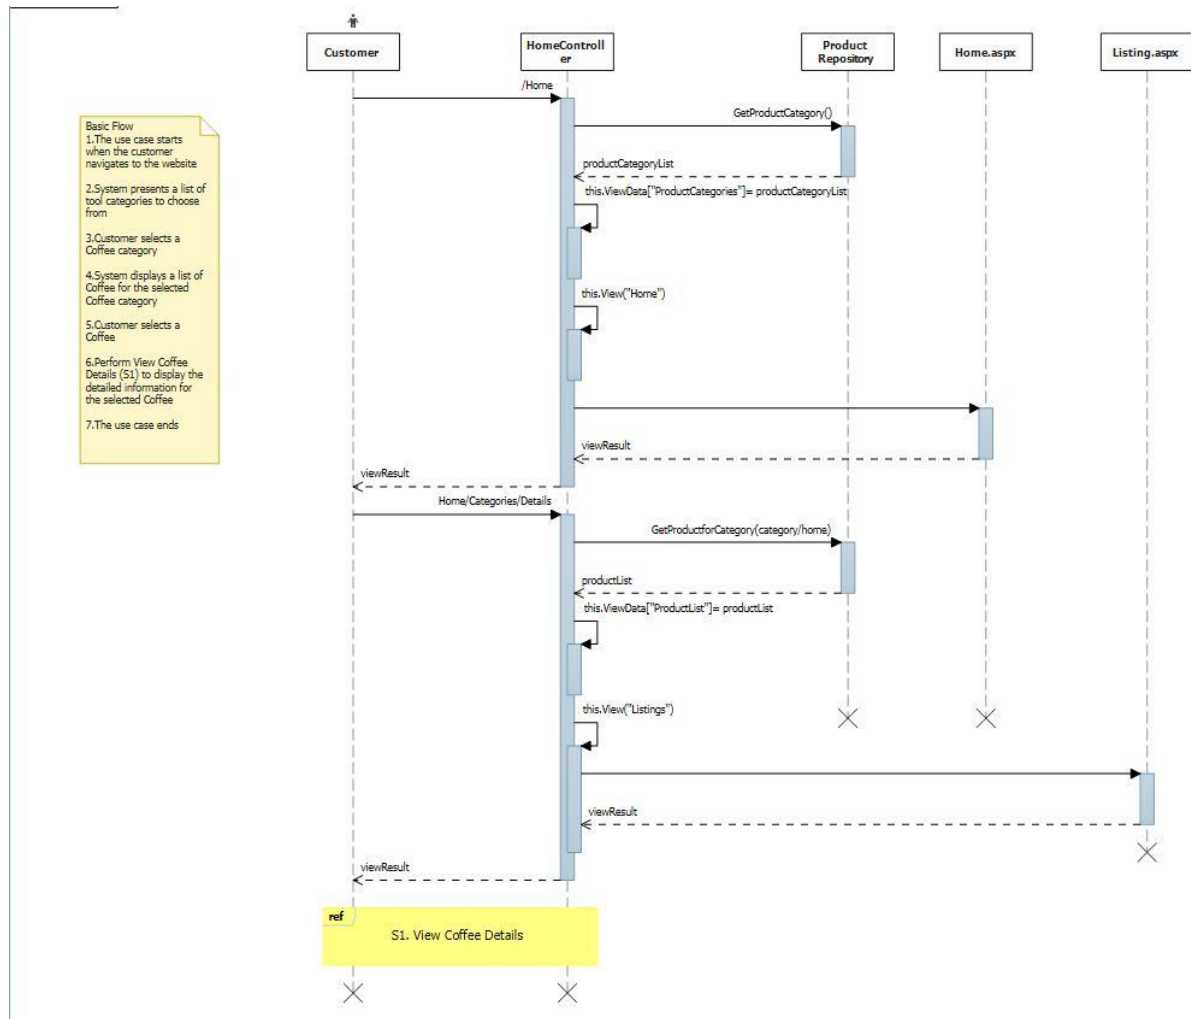 Customer
HomeControll
er
Product
Repository
Home.aspx
Listing.aspx
/Home
GetProductCategory()
Basic Flow
1.The use case starts
when the customer
navigates to the website
2.System presents a list of
tool categories to choose
from
3.Customer selects a
Coffee category
4.System displays a list of
Coffee for the selected
Coffee category
5.Customer selects a
Coffee
6.Perform View Coffee
Details (S1) to display the
detailed information for
the selected Coffee
7.The use case ends
productCategoryList
this.ViewData["ProductCategories"]= productCategoryList
this.View("Home")
viewResult
viewResult
Home/Categories/Details
GetProductforCategory(category/home)
productList
this.ViewData["ProductList"]= productList
this.View("Listings")
viewResult
viewResult
ref
S1. View Coffee Details